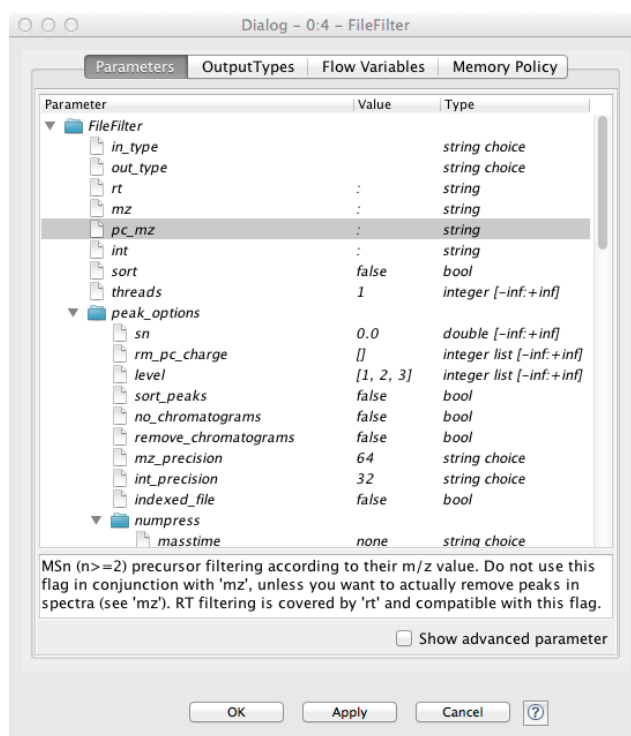 Dialog – 0:4 – FileFilter
Parameters OutputTypes Flow Variables Memory Policy
Parameter Value Type
FileFilter
in_type string choice
out_type string choice
rt : string
mz : string
pc_mz : string
int : string
sort false bool
threads 1 integer [-inf:+inf]
peak_options
sn 0.0 double [-inf:+inf]
rm_pc_charge [] integer list [-inf:+inf]
level [1, 2, 3] integer list [-inf:+inf]
sort_peaks false bool
no_chromatograms false bool
remove_chromatograms false bool
mz_precision 64 string choice
int_precision 32 string choice
indexed_file false bool
numpress
masstime none string choice
MSn (n>=2) precursor filtering according to their m/z value. Do not use this
flag in conjunction with 'mz', unless you want to actually remove peaks in
spectra (see 'mz'). RT filtering is covered by 'rt' and compatible with this flag.
Show advanced parameter
OK Apply Cancel ?